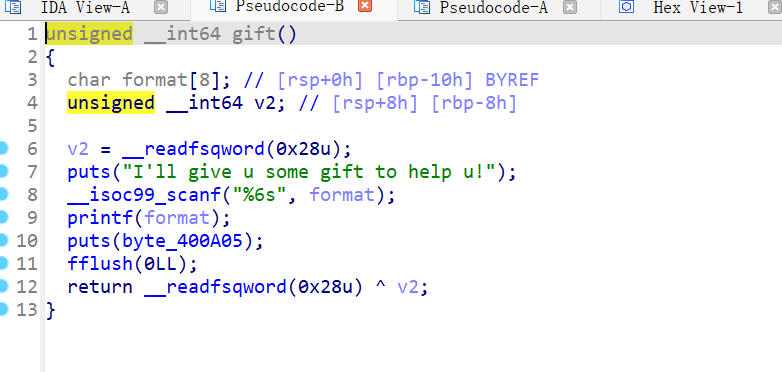 IDA View-A Pseudocode-B Pseudocode-A Hex View-1
1 unsigned __int64 gift()
2 {
3 char format[8]; // [rsp+0h] [rbp-10h] BYREF
4 unsigned __int64 v2; // [rsp+8h] [rbp-8h]
5
6 v2 = __readfsqword(0x28u);
7 puts("I'll give u some gift to help u!");
8 __isoc99_scanf("%6s", format);
9 printf(format);
10 puts(byte_400A05);
11 fflush(0LL);
12 return __readfsqword(0x28u) ^ v2;
13 }